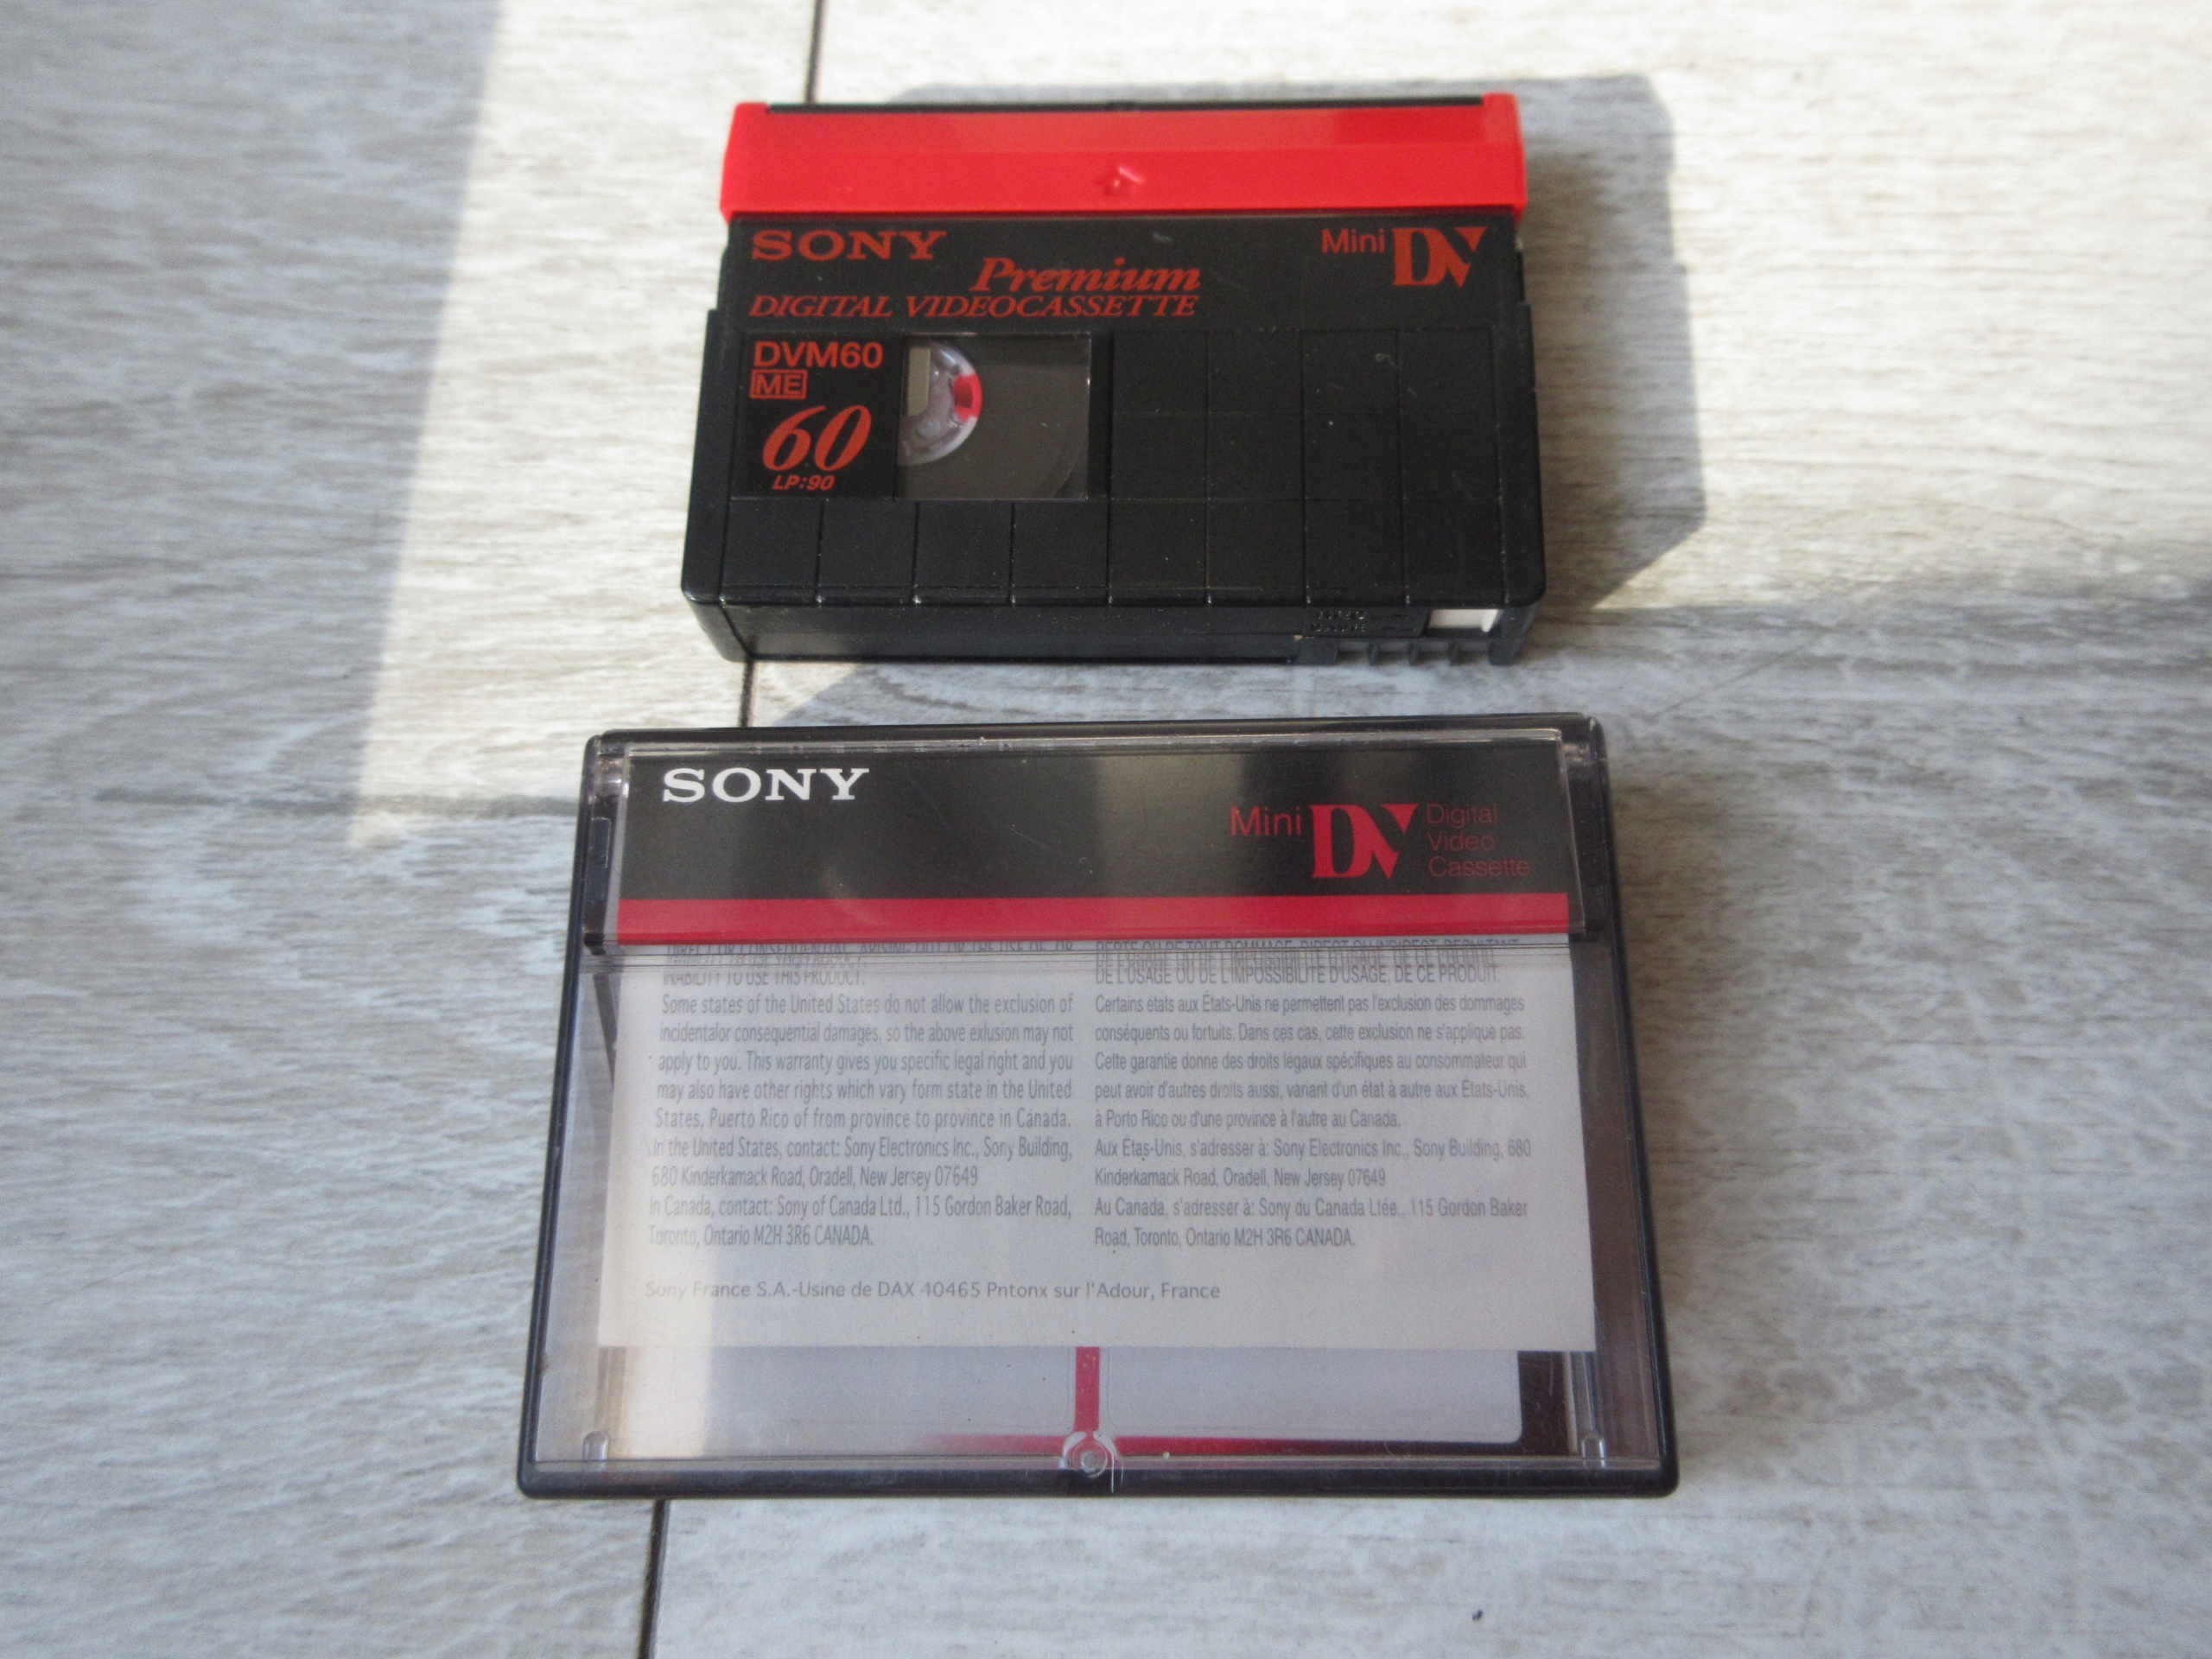 SONY
Premium
DIGITAL VIDEOCASSETTE
Mini DV
DVM60
ME
60
LP:90
SONY
Mini DV Digital
Video
Cassette
INABILITY TO USE THIS PRODUCT.
Some states of the United States do not allow the exclusion of
incidentalor consequential damages, so the above exlusion may not
apply to you. This warranty gives you specific legal right and you
may also have other rights which vary form state in the United
States, Puerto Rico of from province to province in Canada.
In the United States, contact: Sony Electronics Inc., Sony Building,
680 Kinderkamack Road, Oradell, New Jersey 07649
In Canada, contact: Sony of Canada Ltd., 115 Gordon Baker Road,
Toronto, Ontario M2H 3R6 CANADA.
DE L'USAGE OU DE L'IMPOSSIBILITE D'USAGE, DE CE PRODUIT.
Certains états aux États-Unis ne permettent pas l'exclusion des dommages
conséquents ou fortuits. Dans ces cas, cette exclusion ne s'applique pas.
Cette garantie donne des droits légaux spécifiques au consommateur qui
peut avoir d'autres droits aussi, variant d'un état à autre aux États-Unis,
à Porto Rico ou d'une province à l'autre au Canada.
Aux Étas-Unis, s'adresser à: Sony Electronics Inc., Sony Building, 680
Kinderkamack Road, Oradell, New Jersey 07649
Au Canada, s'adresser à: Sony du Canada Ltée., 115 Gordon Baker
Road, Toronto, Ontario M2H 3R6 CANADA.
Sony France S.A.-Usine de DAX 40465 Pntonx sur l'Adour, France